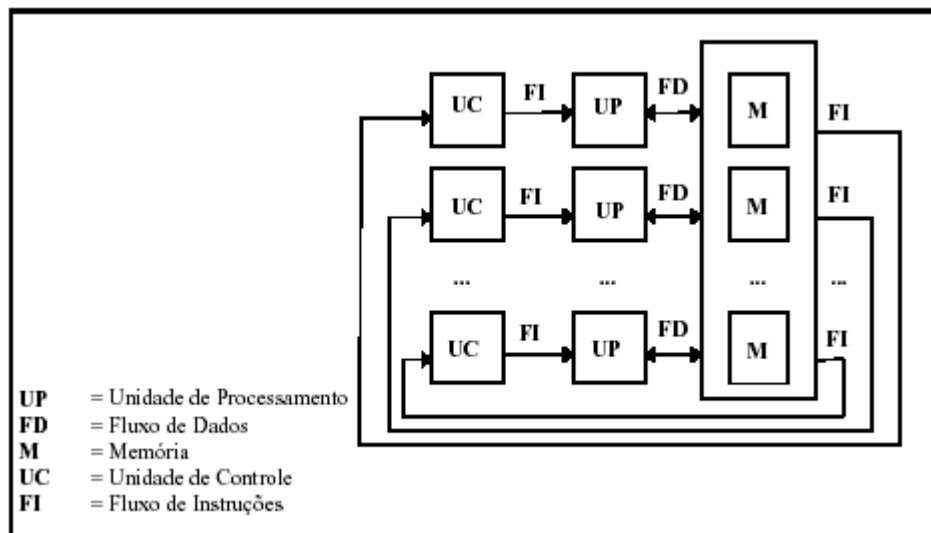 UC FI UP FD M FI
UC FI UP FD M FI
... ... ... ...
UC FI UP FD M FI
UP = Unidade de Processamento
FD = Fluxo de Dados
M = Memória
UC = Unidade de Controle
FI = Fluxo de Instruções